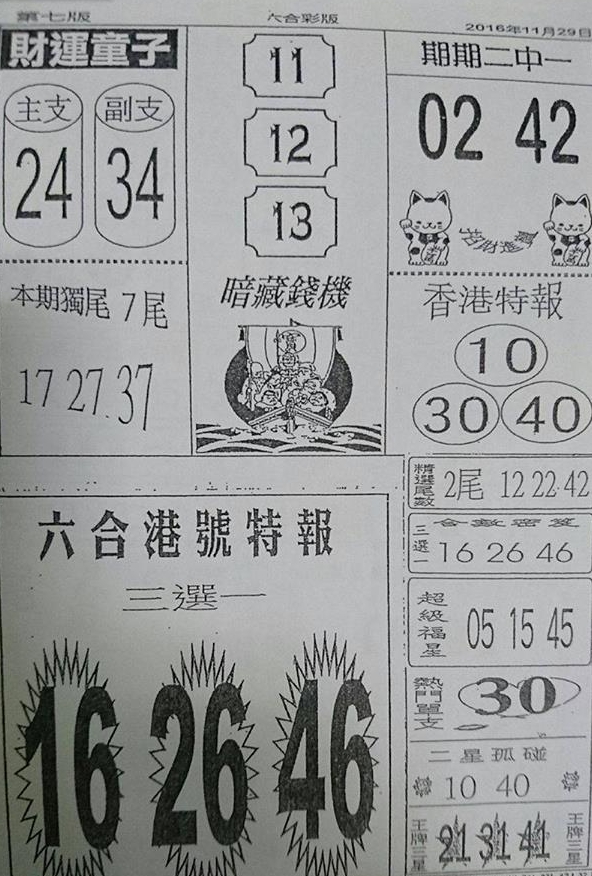 第七版
六合彩版
2016年11月29日
財運童子
主支
副支
24
34
11
12
13
暗藏錢機
寶
期期二中一
02 42
本期獨尾 7尾
17 27 37
香港特報
10
30 40
六合港號特報
三選一
16 26 46
精選尾數
2尾 12 22 42
三選一
16 26 46
超級福星
05 15 45
熱門單支
30
二星孤碰
10 40
王牌三星
21 31 41
王牌三星